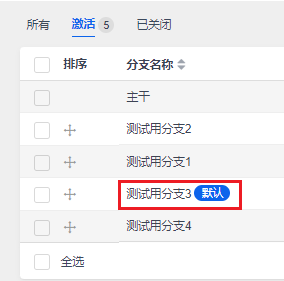 所有 激活 5 已关闭
排序 分支名称
主干
测试用分支2
测试用分支1
测试用分支3 默认
测试用分支4
全选